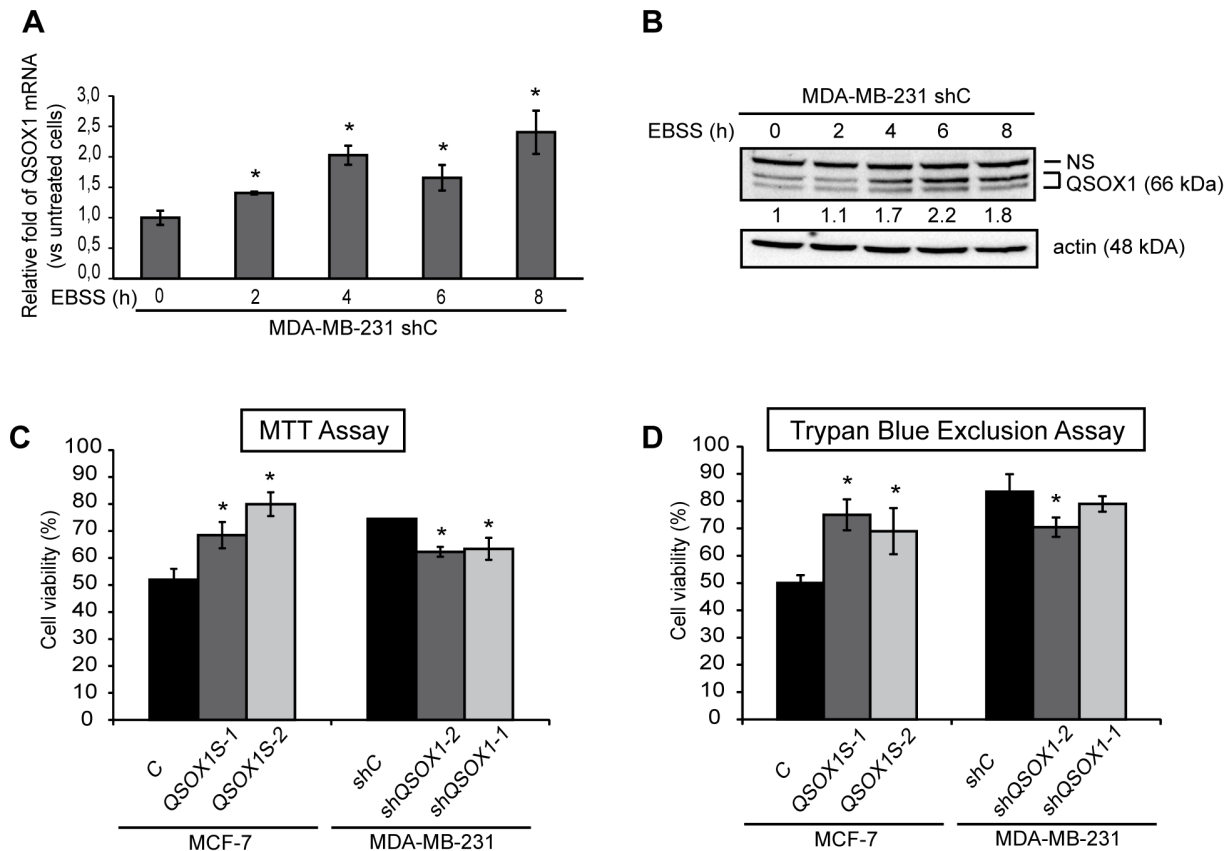 A
Relative fold of QSOX1 mRNA
(vs untreated cells)
3,0
2,5
2,0
1,5
1,0
0,5
0,0
* * * *
EBSS (h) 0 2 4 6 8
MDA-MB-231 shC
B
MDA-MB-231 shC
EBSS (h) 0 2 4 6 8
NS
QSOX1 (66 kDa)
1 1.1 1.7 2.2 1.8
actin (48 kDA)
C
MTT Assay
Cell viability (%)
100
90
80
70
60
50
40
30
20
10
0
* * * *
C QSOX1S-1 QSOX1S-2 shC shQSOX1-2 shQSOX1-1
MCF-7 MDA-MB-231
D
Trypan Blue Exclusion Assay
Cell viability (%)
100
90
80
70
60
50
40
30
20
10
0
* * *
C QSOX1S-1 QSOX1S-2 shC shQSOX1-2 shQSOX1-1
MCF-7 MDA-MB-231